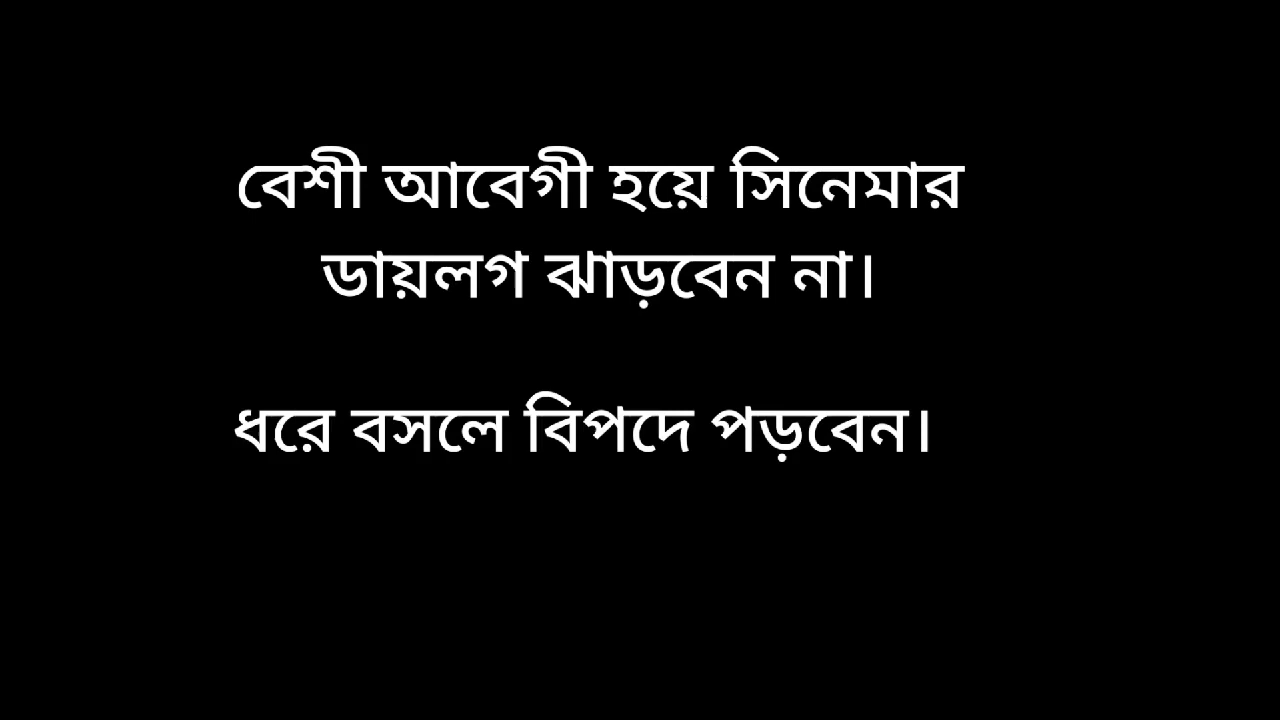 বেশী আবেগী হয়ে সিনেমার
ডায়লগ ঝাড়বেন না।
ধরে বসলে বিপদে পড়বেন।